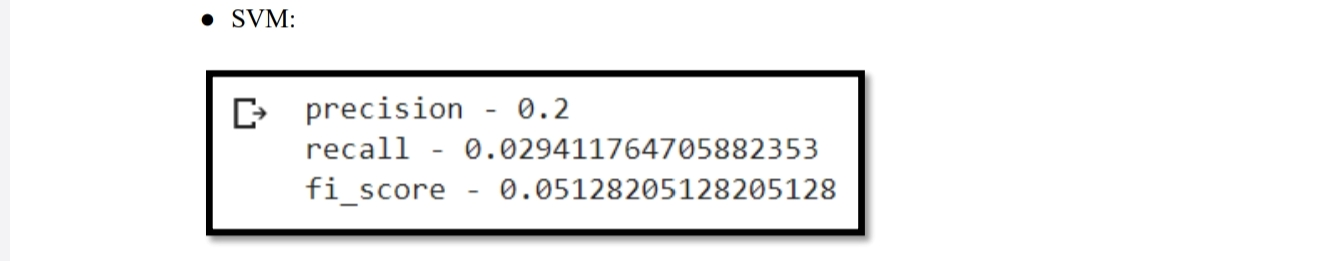 ● SVM:
precision - 0.2
recall - 0.029411764705882353
fi_score - 0.05128205128205128